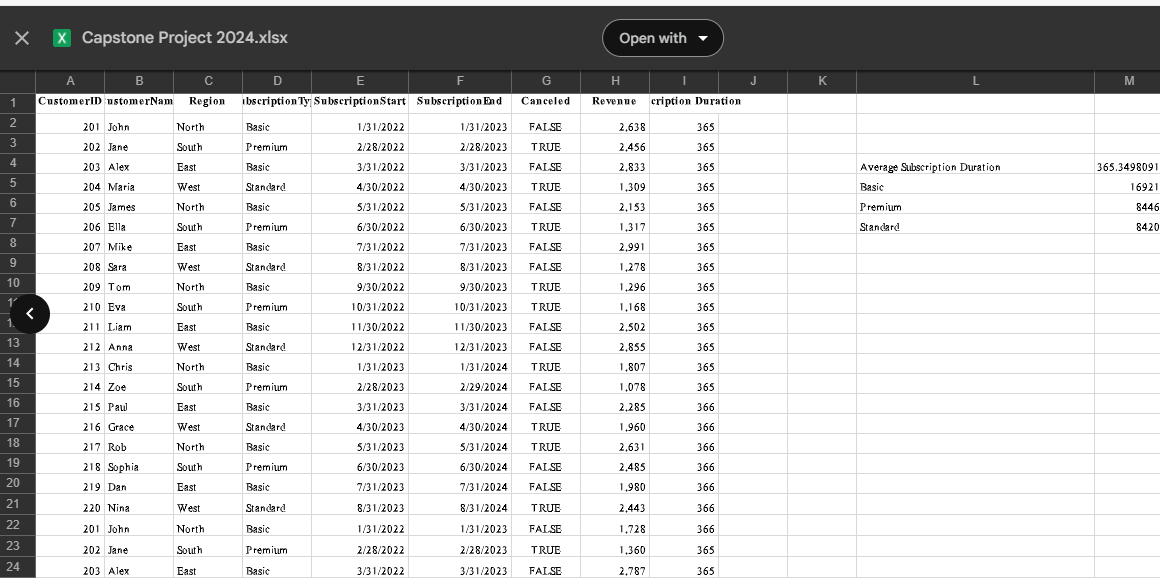 Capstone Project 2024.xlsx Open with
A B C D E F G H I J K L M
1 CustomerID ustomerNam Region SubscriptionStart SubscriptionEnd Canceled Revenue cription Duration
2 201 John North Basic 1/31/2022 1/31/2023 FALSE 2,638 365
3 202 Jane South Premium 2/28/2022 2/28/2023 TRUE 2,456 365
4 203 Alex East Basic 3/31/2022 3/31/2023 FALSE 2,833 365 Average Subscription Duration 365.3498091
5 204 Maria West Standard 4/30/2022 4/30/2023 TRUE 1,309 365 Basic 16921
6 205 James North Basic 5/31/2022 5/31/2023 FALSE 2,153 365 Premium 8446
7 206 Ella South Premium 6/30/2022 6/30/2023 TRUE 1,317 365 Standard 8420
8 207 Mike East Basic 7/31/2022 7/31/2023 FALSE 2,991 365
9 208 Sara West Standard 8/31/2022 8/31/2023 FALSE 1,278 365
10 209 Tom North Basic 9/30/2022 9/30/2023 TRUE 1,296 365
210 Eva South Premium 10/31/2022 10/31/2023 TRUE 1,168 365
211 Liam East Basic 11/30/2022 11/30/2023 FALSE 2,502 365
13 212 Anna West Standard 12/31/2022 12/31/2023 FALSE 2,855 365
14 213 Chris North Basic 1/31/2023 1/31/2024 TRUE 1,807 365
15 214 Zoe South Premium 2/28/2023 2/29/2024 FALSE 1,078 365
16 215 Paul East Basic 3/31/2023 3/31/2024 FALSE 2,285 366
17 216 Grace West Standard 4/30/2023 4/30/2024 TRUE 1,960 366
18 217 Rob North Basic 5/31/2023 5/31/2024 TRUE 2,631 366
19 218 Sophia South Premium 6/30/2023 6/30/2024 FALSE 2,485 366
20 219 Dan East Basic 7/31/2023 7/31/2024 FALSE 1,980 366
21 220 Nina West Standard 8/31/2023 8/31/2024 TRUE 2,443 366
22 201 John North Basic 1/31/2022 1/31/2023 FALSE 1,728 366
23 202 Jane South Premium 2/28/2022 2/28/2023 TRUE 1,360 365
24 203 Alex East Basic 3/31/2022 3/31/2023 FALSE 2,787 365